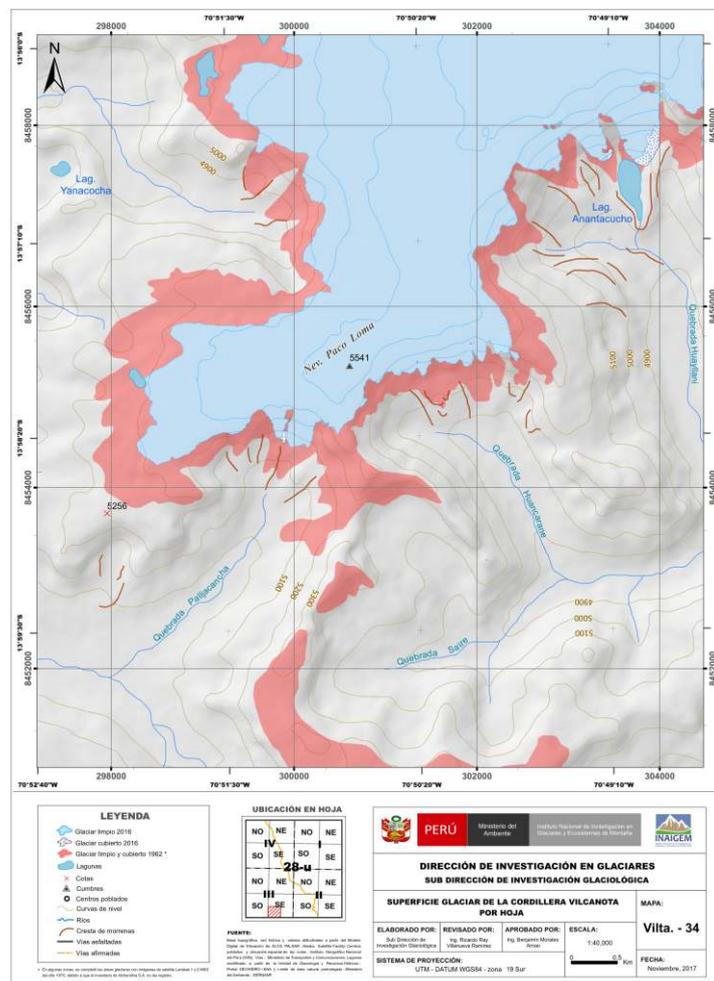 298000 70°51'30"W 300000 70°50'20"W 302000 70°49'10"W 304000
13°56'0"S
N
8458000
8458000
5000
4900
Lag. Yanacocha
Lag. Anantacucho
13°57'10"S
8456000
8456000
Nev. Paco Loma
5541
5100
5000
4900
Quebrada Huayllani
13°58'20"S
8454000
8454000
5256
Quebrada Huancarane
Quebrada Palljacancha
5100
5200
5300
4900
5000
5100
Quebrada Saire
13°59'30"S
8452000
8452000
70°52'40"W 298000 70°51'30"W 300000 70°50'20"W 302000 70°49'10"W 304000
LEYENDA
Glaciar limpio 2016
Glaciar cubierto 2016
Glaciar limpio y cubierto 1962 *
Lagunas
Cotas
Cumbres
Centros poblados
Curvas de nivel
Ríos
Cresta de morrenas
Vías asfaltadas
Vías afirmadas
UBICACIÓN EN HOJA
NO NE NO NE
IV I
SO SE SO SE
28-u
NO NE NO NE
III II
SO SE SO SE
FUENTE:
PERÚ
Ministerio del Ambiente
Instituto Nacional de Investigación en Glaciares y Ecosistemas de Montaña
INAIGEM
DIRECCIÓN DE INVESTIGACIÓN EN GLACIARES
SUB DIRECCIÓN DE INVESTIGACIÓN GLACIOLÓGICA
SUPERFICIE GLACIAR DE LA CORDILLERA VILCANOTA
POR HOJA
MAPA:
Vilta. - 34
ELABORADO POR:
Sub Dirección de
Investigación Glaciológica
REVISADO POR:
Ing. Ricardo Ray
Villanueva Ramírez
APROBADO POR:
Ing. Benjamín Morales
Arnao
ESCALA:
1:40,000
0 0.5
Km
SISTEMA DE PROYECCIÓN:
UTM - DATUM WGS84 - zona 19 Sur
FECHA:
Noviembre, 2017